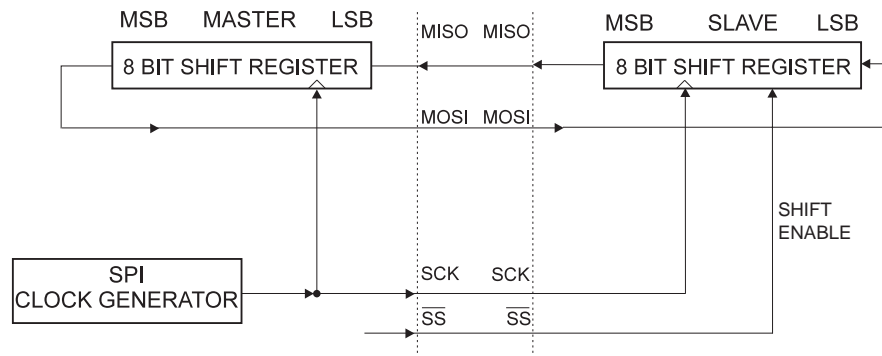 MSB MASTER LSB
MISO MISO
MSB SLAVE LSB
8 BIT SHIFT REGISTER
8 BIT SHIFT REGISTER
MOSI MOSI
SHIFT
ENABLE
SPI
CLOCK GENERATOR
SCK SCK
SS SS